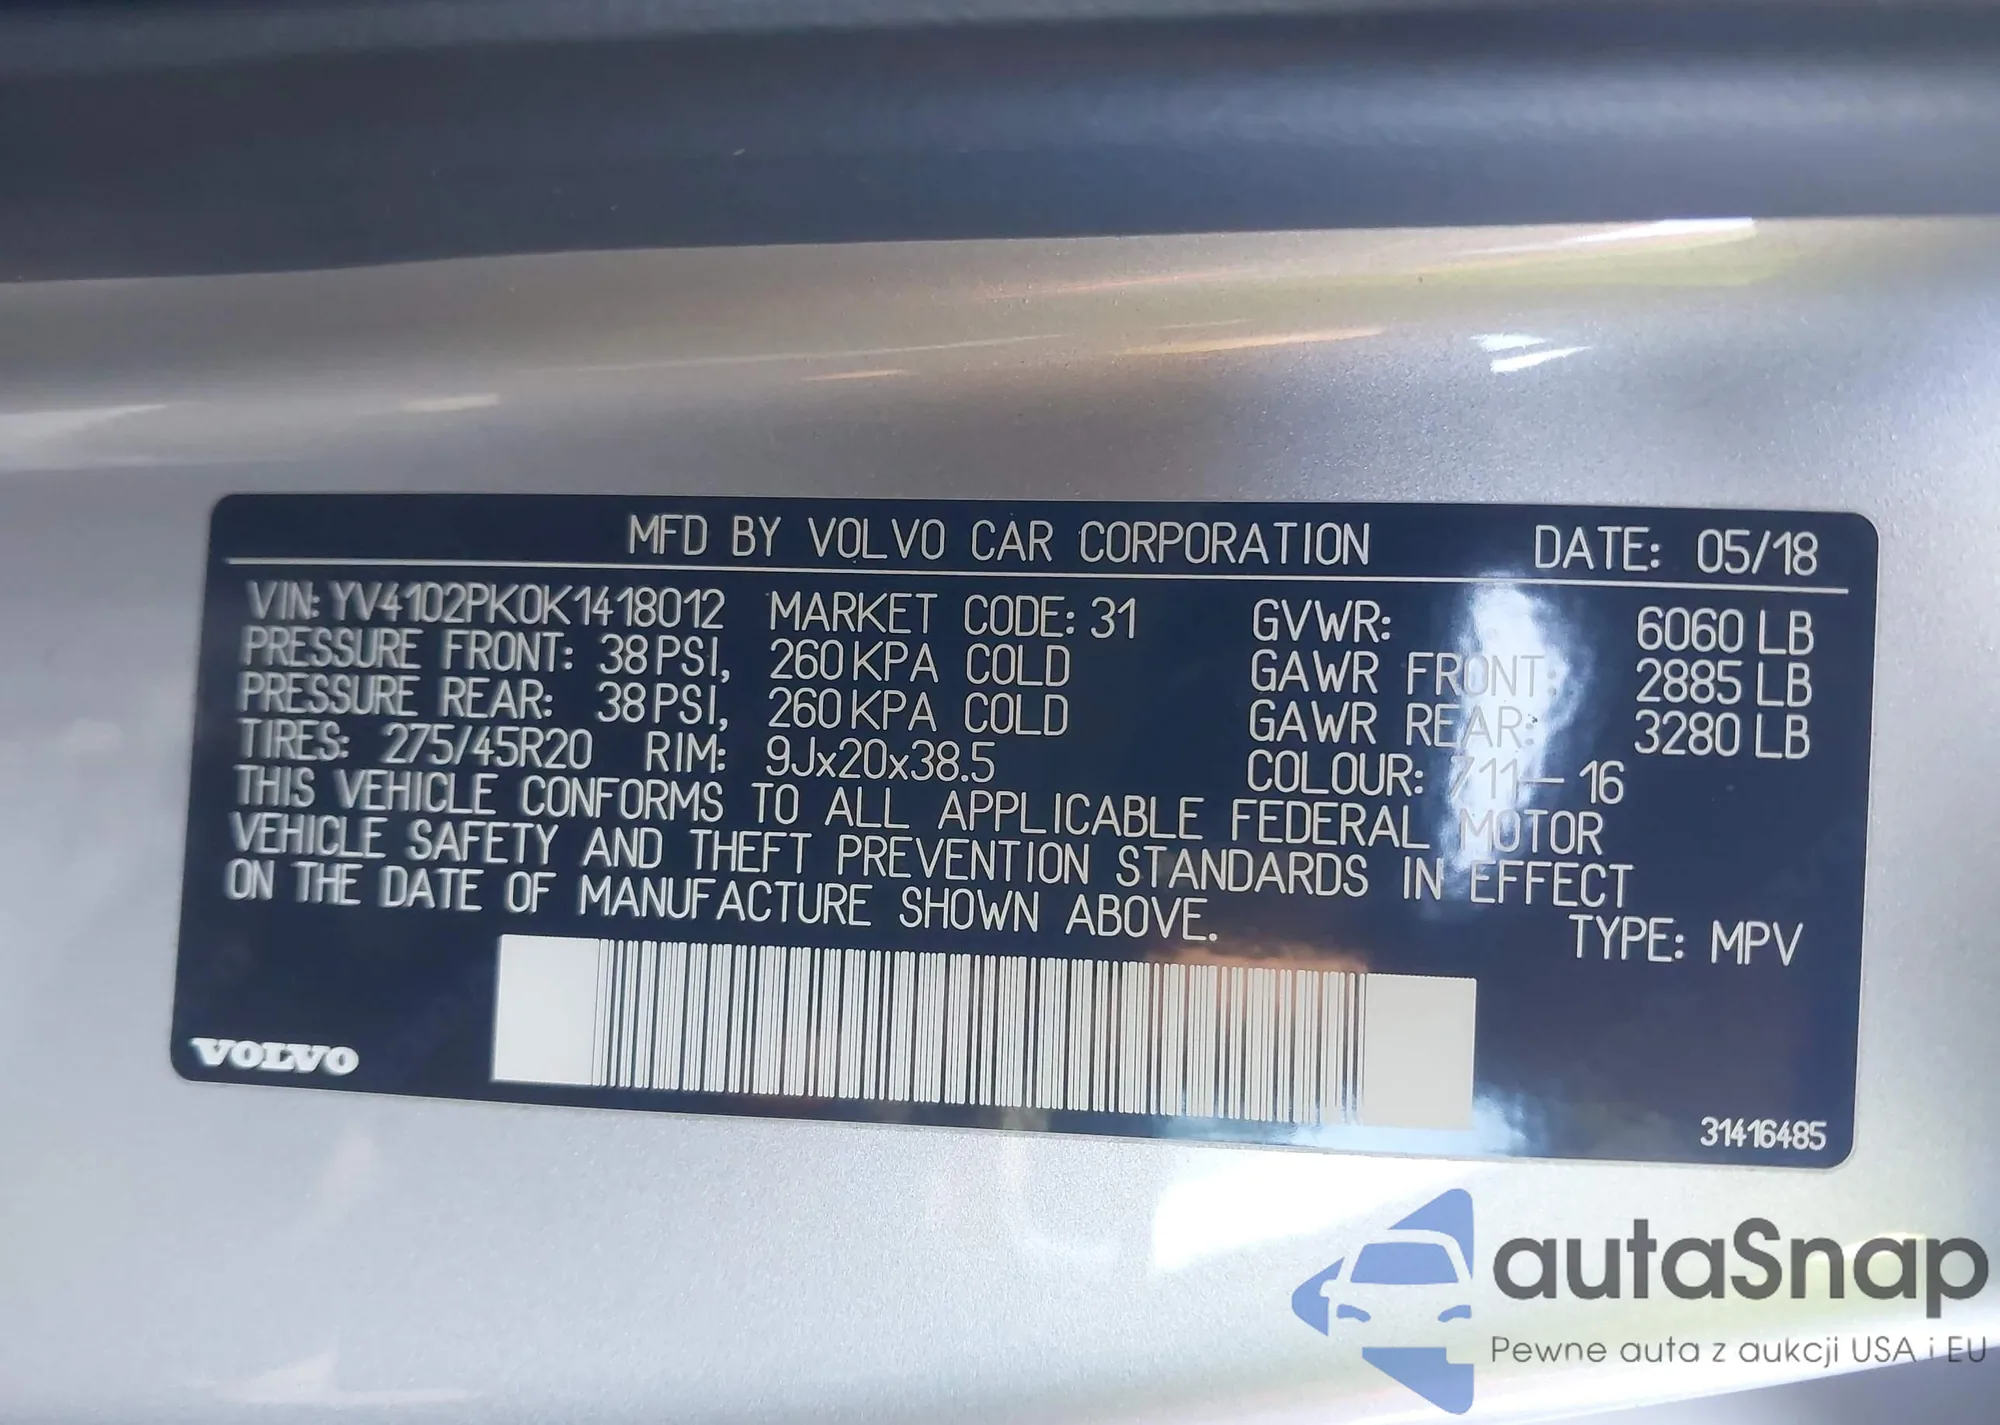 MFD BY VOLVO CAR CORPORATION DATE: 05/18
VIN: YV4102PK0K1418012 MARKET CODE: 31 GVWR: 6060 LB
PRESSURE FRONT: 38 PSI, 260 KPA COLD GAWR FRONT: 2885 LB
PRESSURE REAR: 38 PSI, 260 KPA COLD GAWR REAR: 3280 LB
TIRES: 275/45R20 RIM: 9Jx20x38.5 COLOUR: 711-16
THIS VEHICLE CONFORMS TO ALL APPLICABLE FEDERAL MOTOR
VEHICLE SAFETY AND THEFT PREVENTION STANDARDS IN EFFECT
ON THE DATE OF MANUFACTURE SHOWN ABOVE. TYPE: MPV
VOLVO
31416485
autaSnap
Pewne auta z aukcji USA i EU